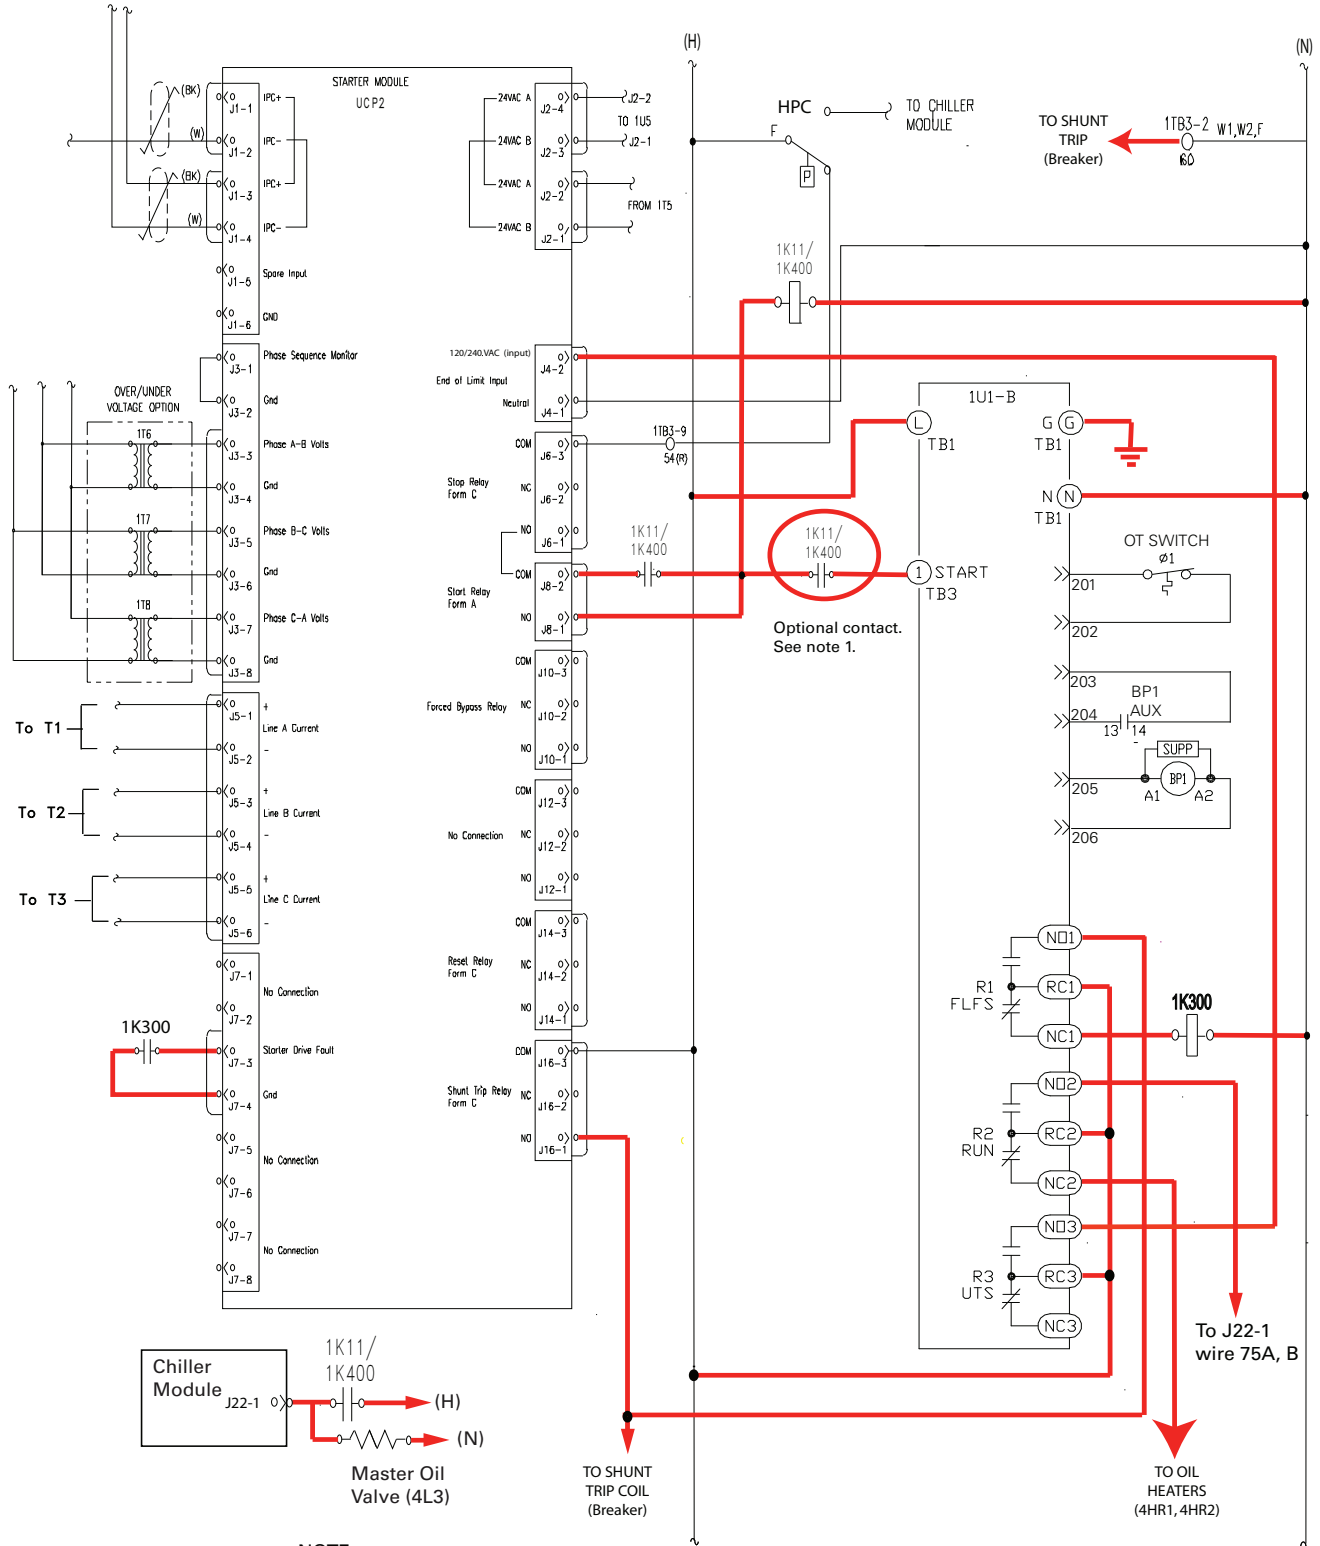 (H)
(N)
STARTER MODULE
UCP2
(BK)
J1-1
IPC+
(W)
J1-2
IPC-
(BK)
J1-3
IPC+
(W)
J1-4
IPC-
J1-5
Spare Input
J1-6
GND
24VAC A
J2-4
J2-2
TO 1U5
24VAC B
J2-3
J2-1
24VAC A
J2-2
FROM 1T5
24VAC B
J2-1
HPC
TO CHILLER
MODULE
F
P
TO SHUNT
TRIP
(Breaker)
1TB3-2
W1,W2,F
60
1K11/
1K400
J3-1
Phase Sequence Monitor
J3-2
Gnd
OVER/UNDER
VOLTAGE OPTION
1T6
J3-3
Phase A-B Volts
J3-4
Gnd
1T7
J3-5
Phase B-C Volts
J3-6
Gnd
1T8
J3-7
Phase C-A Volts
J3-8
Gnd
120/240.VAC (input)
J4-2
End of Limit Input
Neutral
J4-1
COM
J6-3
1TB3-9
54(R)
Stop Relay
Form C
NC
J6-2
NO
J6-1
COM
J8-2
Start Relay
Form A
NO
J8-1
1K11/
1K400
1K11/
1K400
Optional contact.
See note 1.
COM
J10-3
Forced Bypass Relay
NC
J10-2
NO
J10-1
COM
J12-3
No Connection
NC
J12-2
NO
J12-1
COM
J14-3
Reset Relay
Form C
NC
J14-2
NO
J14-1
COM
J16-3
Shunt Trip Relay
Form C
NC
J16-2
NO
J16-1
To T1
J5-1
+
Line A Current
J5-2
-
To T2
J5-3
+
Line B Current
J5-4
-
To T3
J5-5
+
Line C Current
J5-6
-
J7-1
No Connection
J7-2
1K300
J7-3
Starter Drive Fault
J7-4
Gnd
J7-5
No Connection
J7-6
J7-7
No Connection
J7-8
1U1-B
L
TB1
G
G
TB1
N
N
TB1
1
START
TB3
OT SWITCH
Ø1
201
202
203
BP1
AUX
204
13
14
SUPP
205
A1
BP1
A2
206
NO1
R1
FLFS
RC1
NC1
1K300
NO2
R2
RUN
RC2
NC2
NO3
R3
UTS
RC3
NC3
To J22-1
wire 75A, B
Chiller
Module
J22-1
1K11/
1K400
(H)
(N)
Master Oil
Valve (4L3)
TO SHUNT
TRIP COIL
(Breaker)
TO OIL
HEATERS
(4HR1, 4HR2)